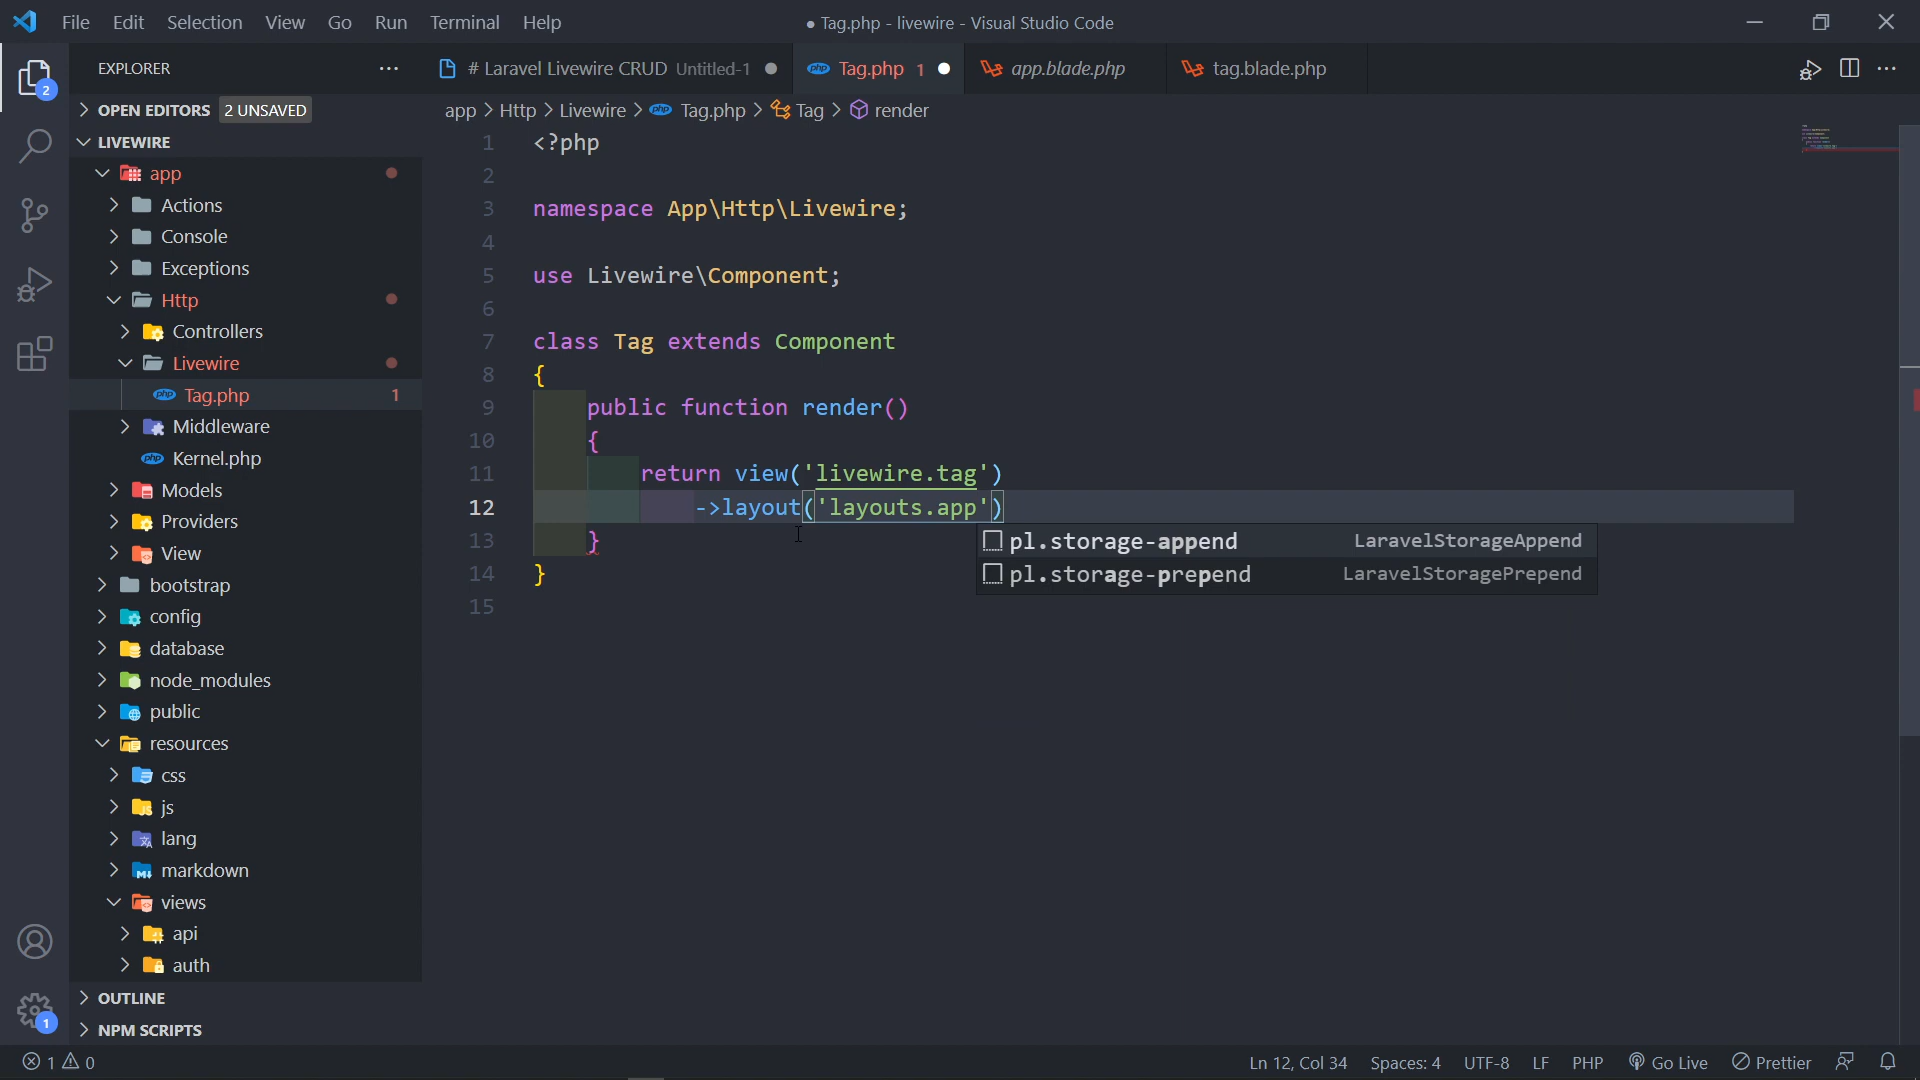 File Edit Selection View Go Run Terminal Help
● Tag.php - livewire - Visual Studio Code
EXPLORER
# Laravel Livewire CRUD Untitled-1
php Tag.php 1
app.blade.php
tag.blade.php
2
OPEN EDITORS 2 UNSAVED
app > Http > Livewire > php Tag.php > Tag > render
LIVEWIRE
app
Actions
Console
Exceptions
Http
Controllers
Livewire
php Tag.php 1
Middleware
php Kernel.php
Models
Providers
View
bootstrap
config
database
node_modules
public
resources
css
js
lang
markdown
views
api
auth
OUTLINE
NPM SCRIPTS
1
1 <?php
2
3 namespace App\Http\Livewire;
4
5 use Livewire\Component;
6
7 class Tag extends Component
8 {
9 public function render()
10 {
11 return view('livewire.tag')
12 ->layout('layouts.app')
13 }
14 }
15
pl.storage-append LaravelStorageAppend
pl.storage-prepend LaravelStoragePrepend
1 0
Ln 12, Col 34 Spaces: 4 UTF-8 LF PHP Go Live Prettier